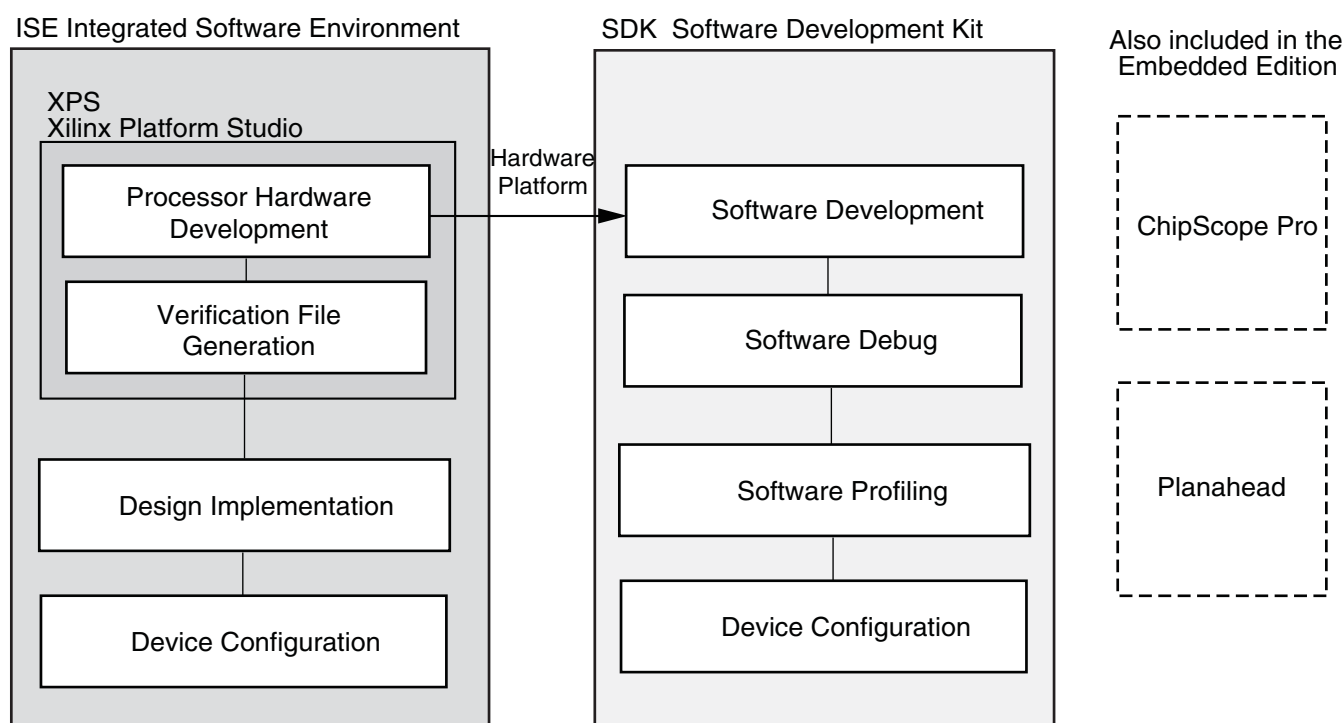 ISE Integrated Software Environment
XPS
Xilinx Platform Studio
Processor Hardware
Development
Verification File
Generation
Design Implementation
Device Configuration
Hardware
Platform
SDK Software Development Kit
Software Development
Software Debug
Software Profiling
Device Configuration
Also included in the
Embedded Edition
ChipScope Pro
Planahead